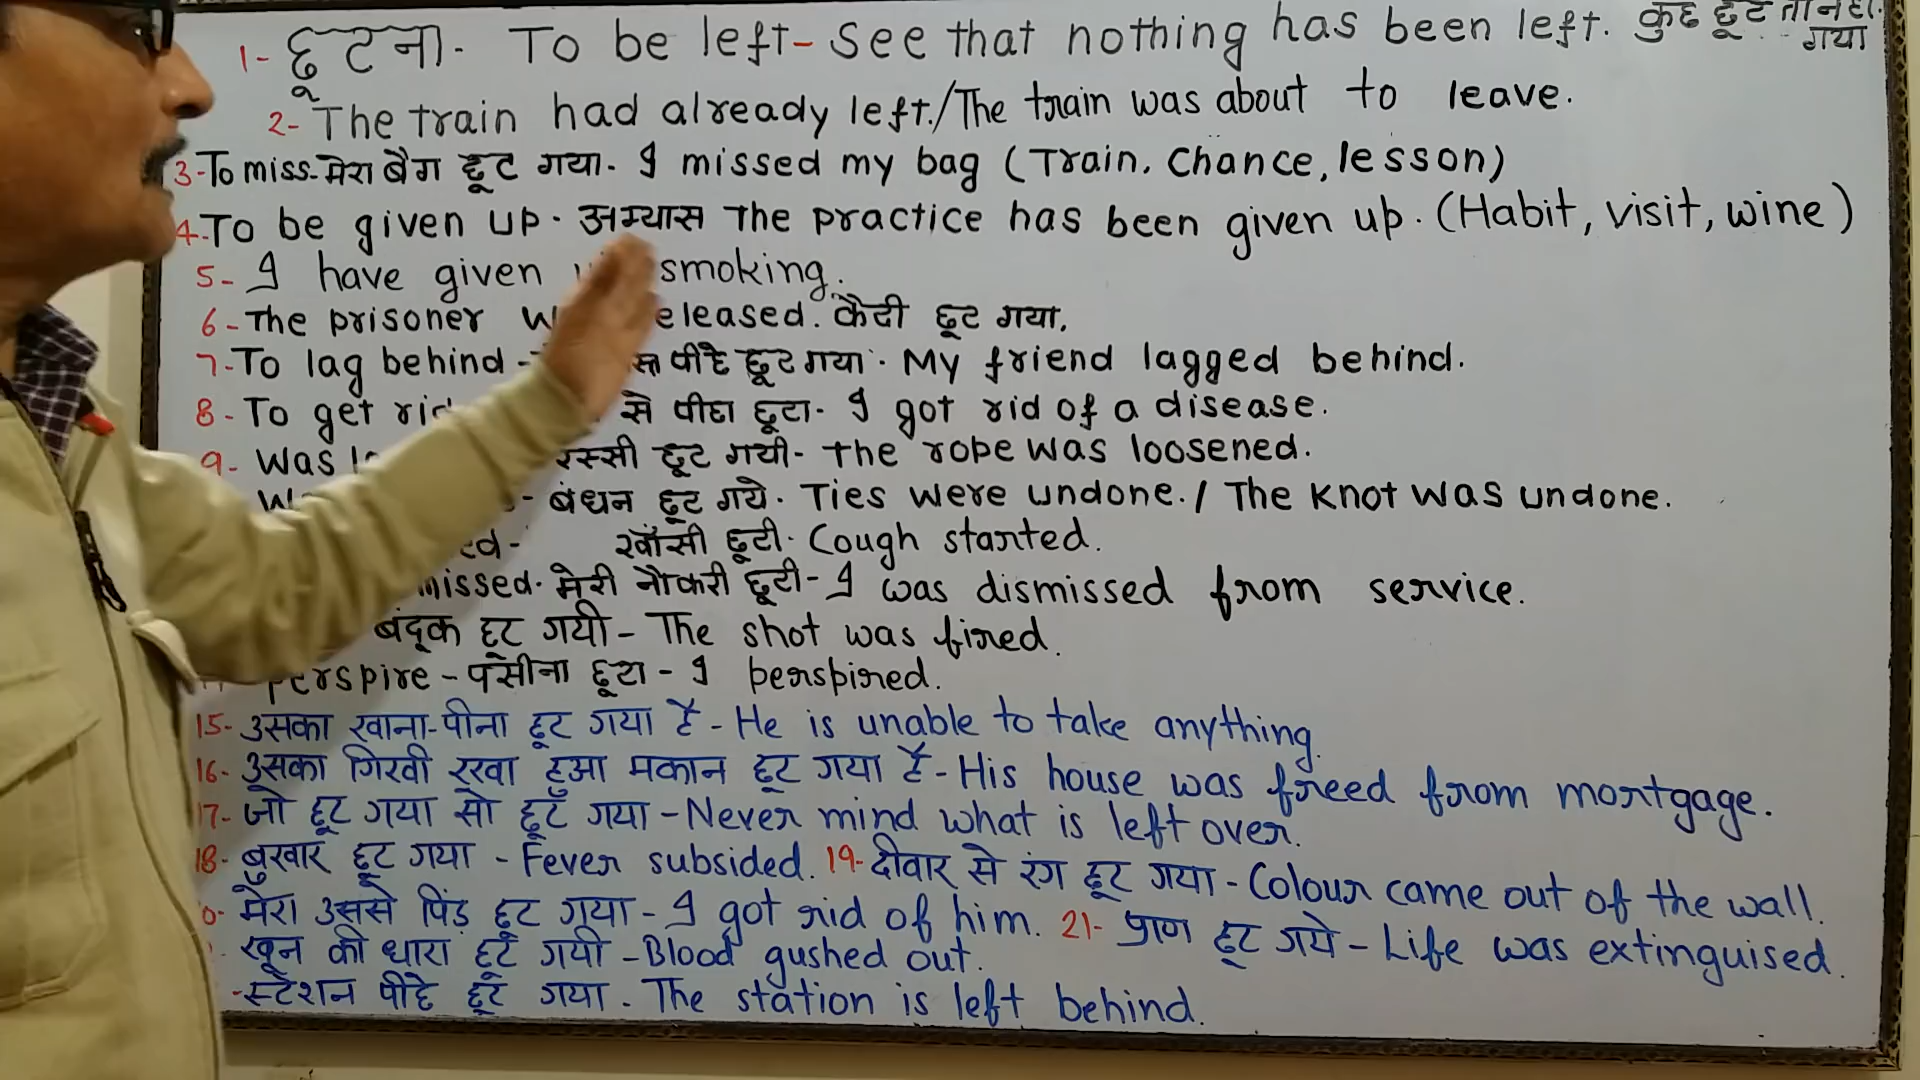 1- छूटना. To be left- See that nothing has been left. कुछ छूट तो नहीं गया
2- The train had already left./The train was about to leave.
3-To miss-मेरा बैग छूट गया. I missed my bag (Train. Chance, lesson)
4-To be given up. अभ्यास The practice has been given up. (Habit, visit, wine)
5- I have given smoking.
6-The prisoner eleased. कैदी छूट गया.
7-To lag behind- पीछे छूट गया. My friend lagged behind.
8-To get से पीछा छूटा. I got rid of a disease.
9- Was रस्सी छूट गयी- The rope was loosened.
- बंधन छूट गये. Ties were undone./ The Knot was undone.
ed- खाँसी छूटी. Cough started.
missed. मेरी नौकरी छूटी- I was dismissed from service.
बंदूक छूट गयी- The shot was fired.
perspire-पसीना छूटा- I perspired.
15- उसका खाना-पीना छूट गया है-He is unable to take anything.
16- उसका गिरवी रखा हुआ मकान छूट गया है-His house was freed from mortgage.
17- जो छूट गया सो छूट गया-Never mind what is left over.
18- बुखार छूट गया - Fever subsided. 19-दीवार से रंग छूट गया-Colour came out of the wall.
0- मेरा उससे पिंड छूट गया- I got rid of him. 21- प्राण छूट गये- Life was extinguised.
खून की धारा छूट गयी-Blood gushed out.
-स्टेशन पीछे छूट गया. The station is left behind.